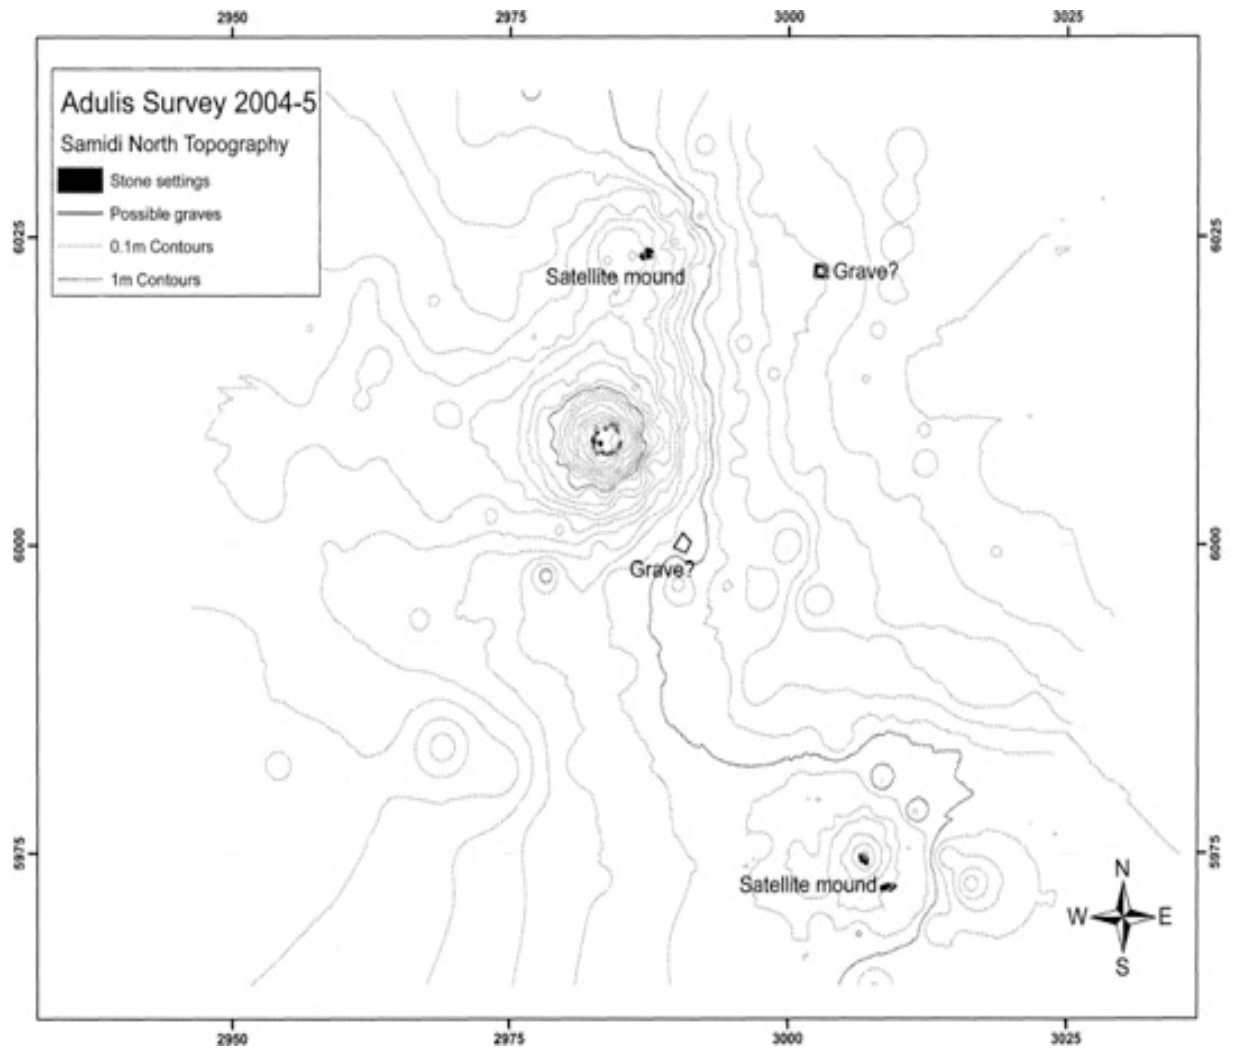 2950 2975 3000 3025
Adulis Survey 2004-5
Samidi North Topography
Stone settings
Possible graves
0.1m Contours
1m Contours
6025
6025
Satellite mound
Grave?
6000
6000
Grave?
5975
5975
Satellite mound
N
W E
S
2950 2975 3000 3025